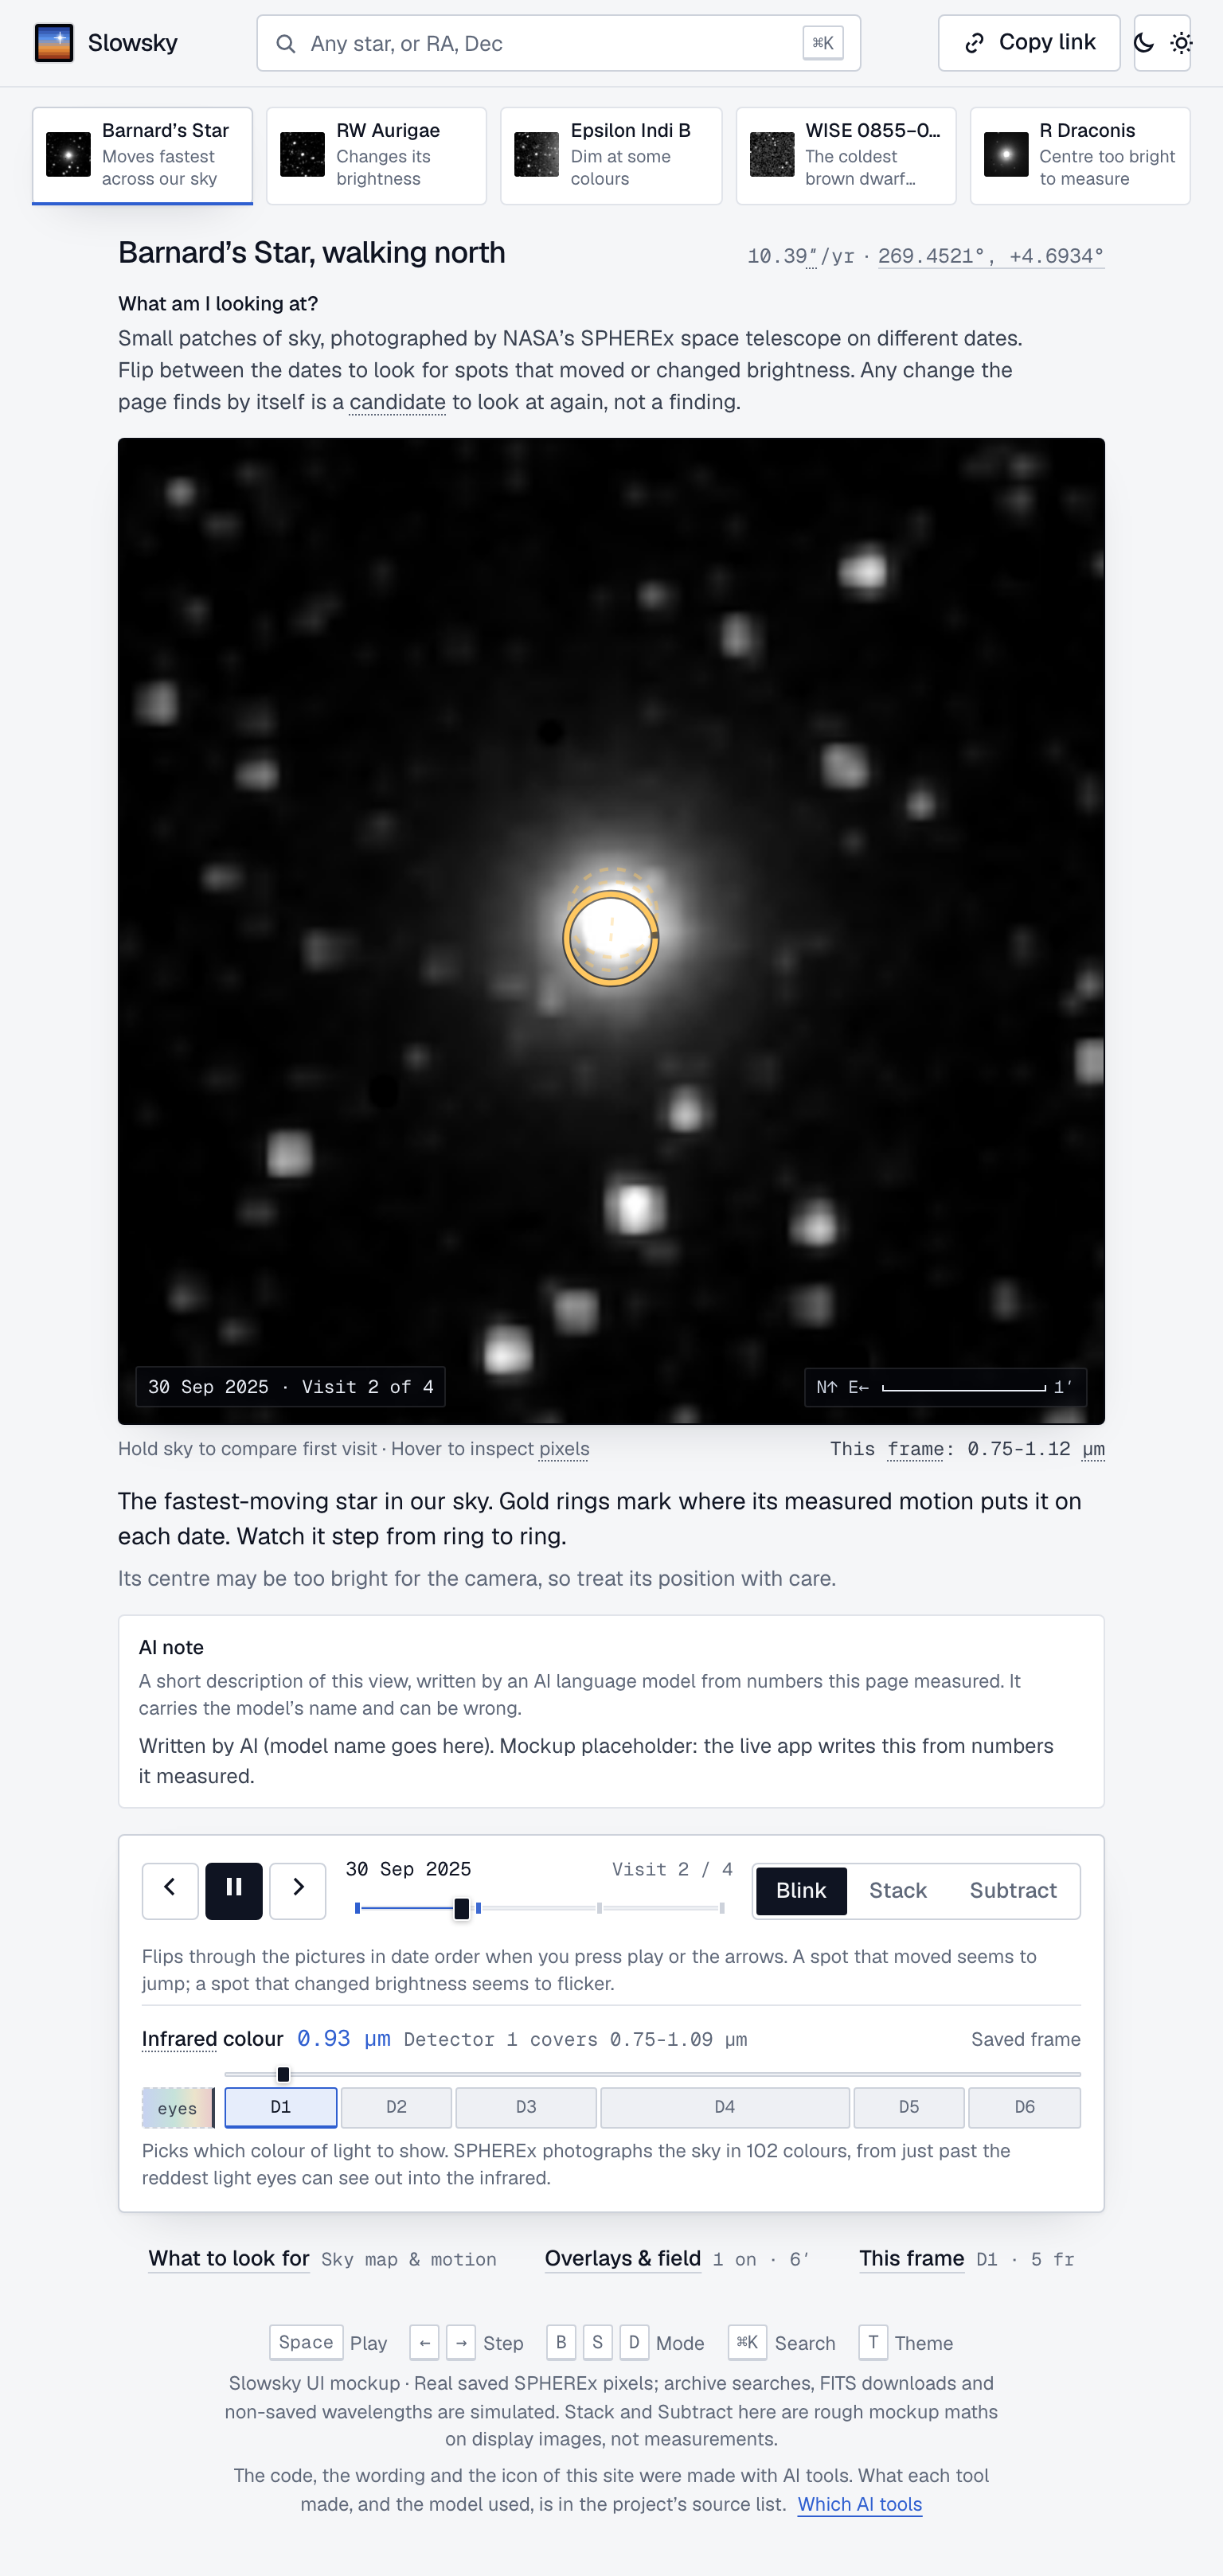 Slowsky
Any star, or RA, Dec
⌘K
Copy link
Barnard’s Star
Moves fastest
across our sky
RW Aurigae
Changes its
brightness
Epsilon Indi B
Dim at some
colours
WISE 0855–0…
The coldest
brown dwarf…
R Draconis
Centre too bright
to measure
Barnard’s Star, walking north
10.39″/yr · 269.4521°, +4.6934°
What am I looking at?
Small patches of sky, photographed by NASA’s SPHEREx space telescope on different dates.
Flip between the dates to look for spots that moved or changed brightness. Any change the
page finds by itself is a candidate to look at again, not a finding.
30 Sep 2025 · Visit 2 of 4
N↑ E← 1′
Hold sky to compare first visit · Hover to inspect pixels
This frame: 0.75–1.12 µm
The fastest-moving star in our sky. Gold rings mark where its measured motion puts it on
each date. Watch it step from ring to ring.
Its centre may be too bright for the camera, so treat its position with care.
AI note
A short description of this view, written by an AI language model from numbers this page measured. It
carries the model’s name and can be wrong.
Written by AI (model name goes here). Mockup placeholder: the live app writes this from numbers
it measured.
30 Sep 2025
Visit 2 / 4
Blink
Stack
Subtract
Flips through the pictures in date order when you press play or the arrows. A spot that moved seems to
jump; a spot that changed brightness seems to flicker.
Infrared colour 0.93 µm Detector 1 covers 0.75–1.09 µm
Saved frame
eyes
D1
D2
D3
D4
D5
D6
Picks which colour of light to show. SPHEREx photographs the sky in 102 colours, from just past the
reddest light eyes can see out into the infrared.
What to look for Sky map & motion
Overlays & field 1 on · 6′
This frame D1 · 5 fr
Space Play ← → Step B S D Mode ⌘K Search T Theme
Slowsky UI mockup · Real saved SPHEREx pixels; archive searches, FITS downloads and
non-saved wavelengths are simulated. Stack and Subtract here are rough mockup maths
on display images, not measurements.
The code, the wording and the icon of this site were made with AI tools. What each tool
made, and the model used, is in the project’s source list. Which AI tools